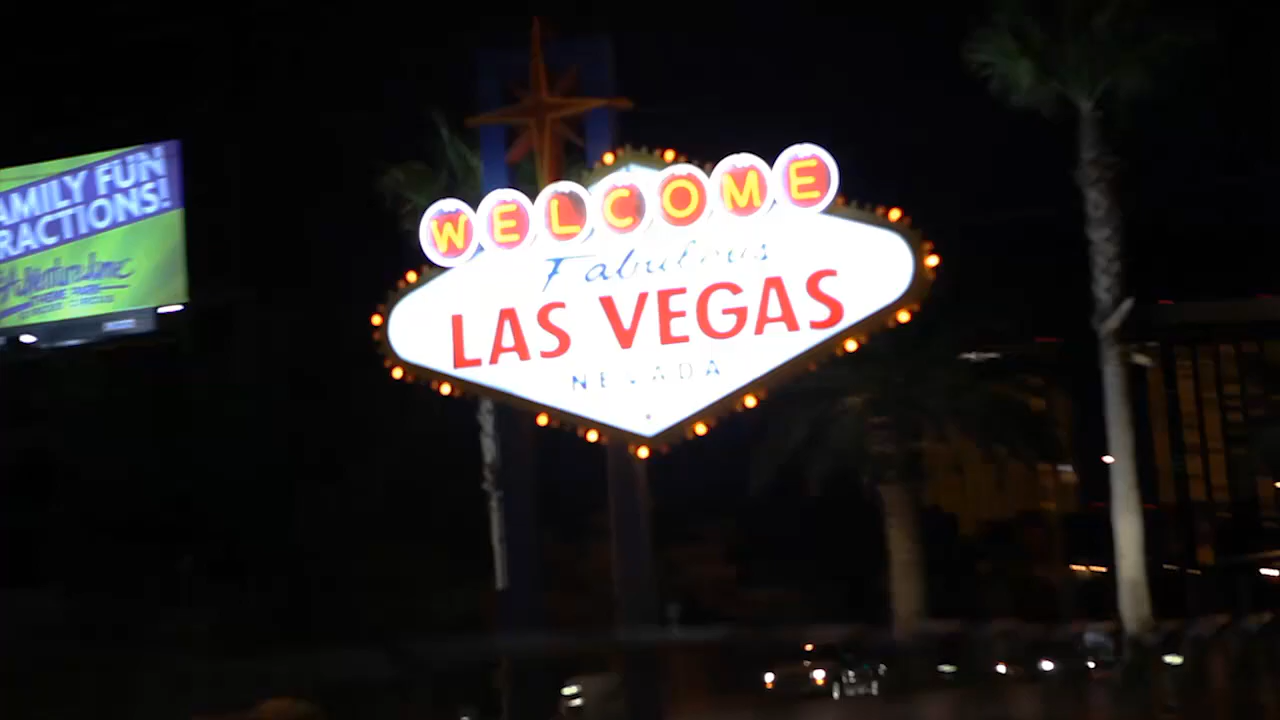 AMILY FUN
RACTIONS!
WELCOME
Fabulous
LAS VEGAS
NEVADA